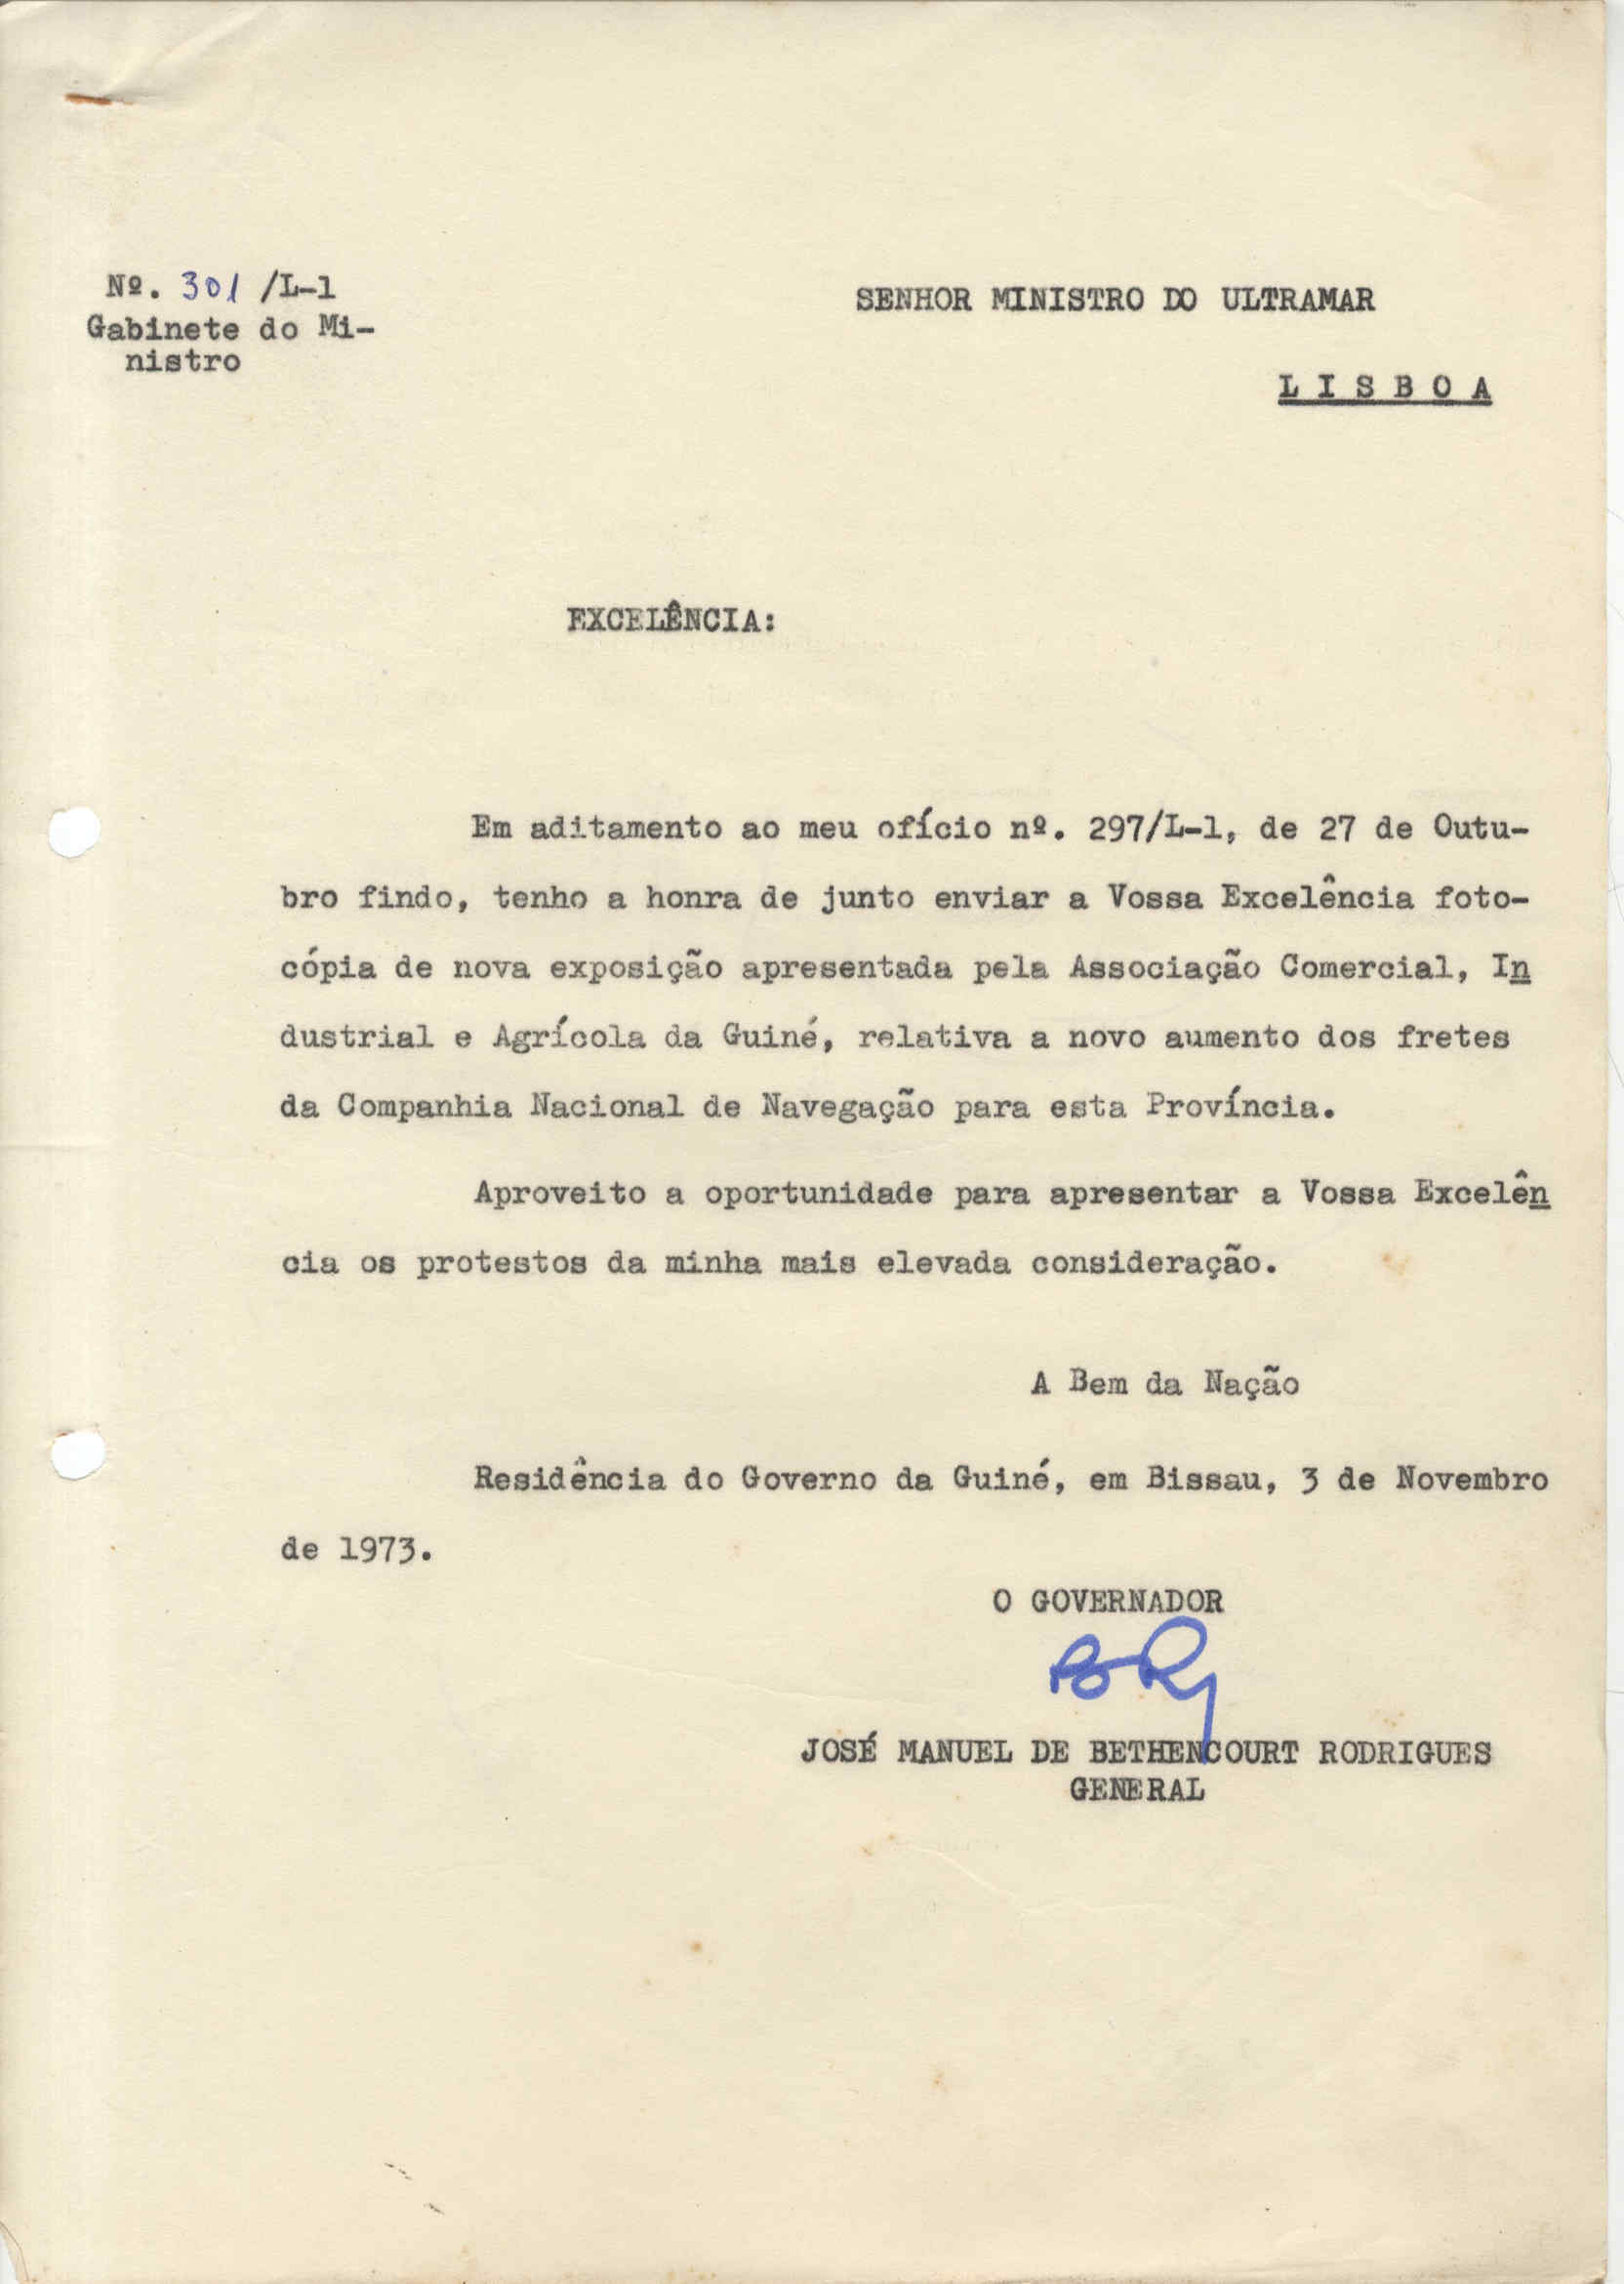 Nº. 301 /L-1
Gabinete do Mi-
nistro
SENHOR MINISTRO DO ULTRAMAR
L I S B O A
EXCELÊNCIA:
Em aditamento ao meu ofício nº. 297/L-1, de 27 de Outu-
bro findo, tenho a honra de junto enviar a Vossa Excelência foto-
cópia de nova exposição apresentada pela Associação Comercial, In
dustrial e Agrícola da Guiné, relativa a novo aumento dos fretes
da Companhia Nacional de Navegação para esta Província.
Aproveito a oportunidade para apresentar a Vossa Excelên
cia os protestos da minha mais elevada consideração.
A Bem da Nação
Residência do Governo da Guiné, em Bissau, 3 de Novembro
de 1973.
O GOVERNADOR
JOSÉ MANUEL DE BETHENCOURT RODRIGUES
GENERAL